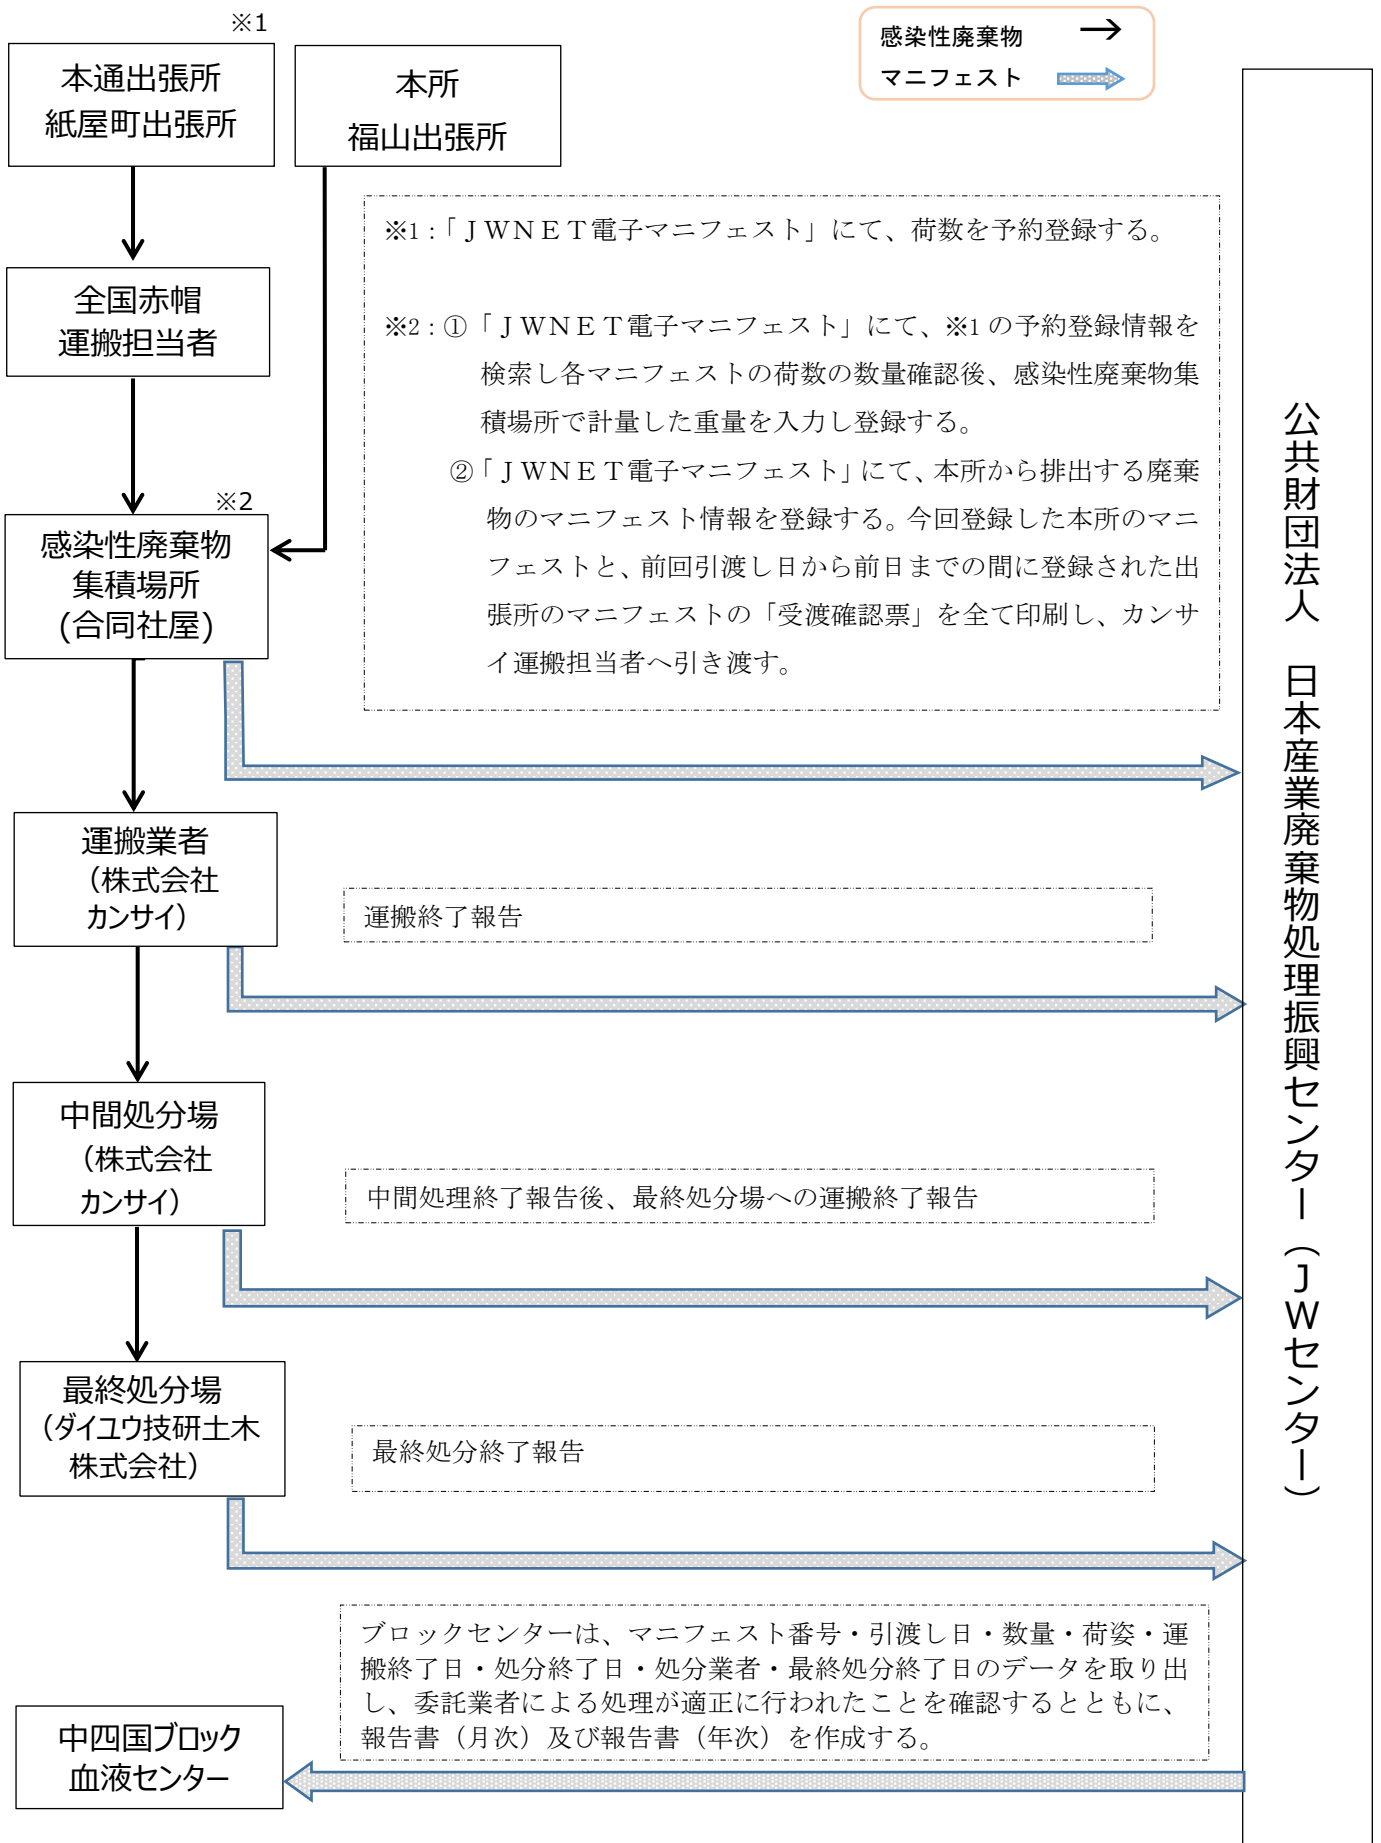 ※1
本通出張所
紙屋町出張所
本所
福山出張所
感染性廃棄物
マニフェスト
※1：「ＪＷＮＥＴ電子マニフェスト」にて、荷数を予約登録する。
※2：①「ＪＷＮＥＴ電子マニフェスト」にて、※1 の予約登録情報を
検索し各マニフェストの荷数の数量確認後、感染性廃棄物集
積場所で計量した重量を入力し登録する。
②「ＪＷＮＥＴ電子マニフェスト」にて、本所から排出する廃棄
物のマニフェスト情報を登録する。今回登録した本所のマニ
フェストと、前回引渡し日から前日までの間に登録された出
張所のマニフェストの「受渡確認票」を全て印刷し、カンサ
イ運搬担当者へ引き渡す。
全国赤帽
運搬担当者
※2
感染性廃棄物
集積場所
(合同社屋)
運搬業者
（株式会社
カンサイ）
運搬終了報告
中間処分場
（株式会社
カンサイ）
中間処理終了報告後、最終処分場への運搬終了報告
最終処分場
（ダイユウ技研土木
株式会社）
最終処分終了報告
ブロックセンターは、マニフェスト番号・引渡し日・数量・荷姿・運
搬終了日・処分終了日・処分業者・最終処分終了日のデータを取り出
し、委託業者による処理が適正に行われたことを確認するとともに、
報告書（月次）及び報告書（年次）を作成する。
中四国ブロック
血液センター
公共財団法人　日本産業廃棄物処理振興センター（ＪＷセンター）